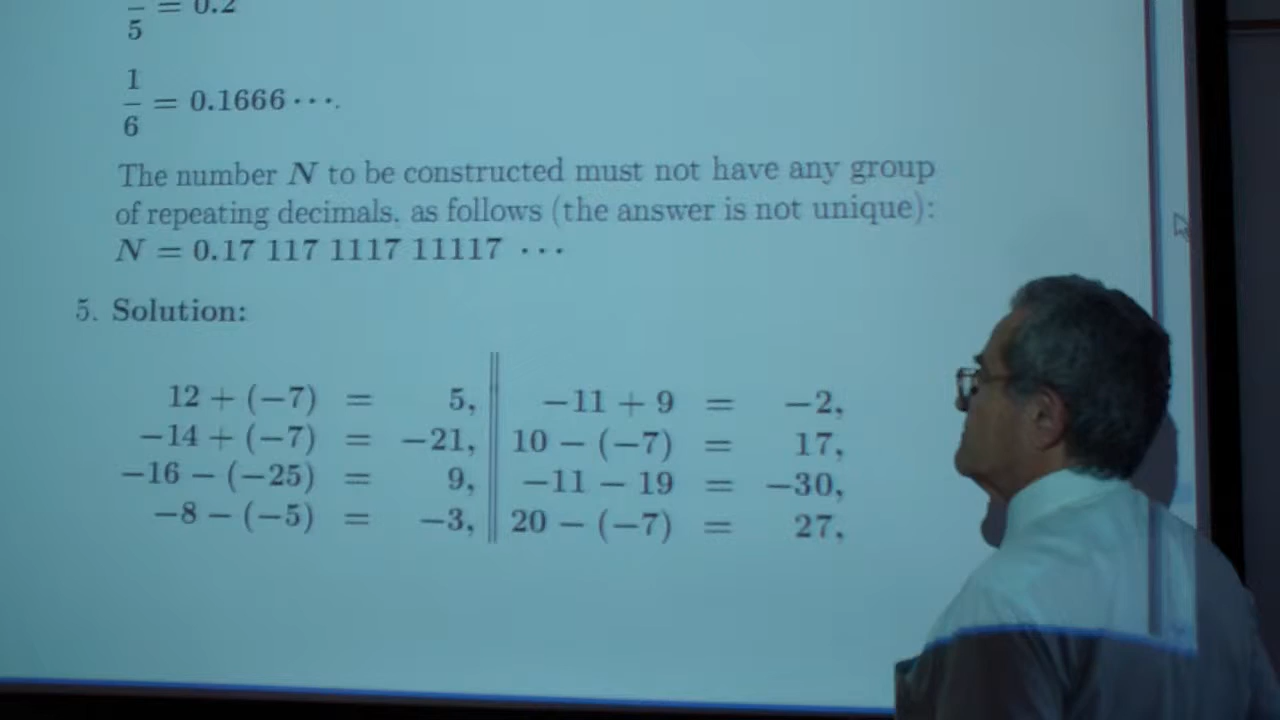 1/5 = 0.2
1/6 = 0.1666 · · ·.
The number N to be constructed must not have any group
of repeating decimals, as follows (the answer is not unique):
N = 0.17 117 1117 11117 · · ·
5. Solution:
12 + (−7) = 5, −11 + 9 = −2,
−14 + (−7) = −21, 10 − (−7) = 17,
−16 − (−25) = 9, −11 − 19 = −30,
−8 − (−5) = −3, 20 − (−7) = 27,